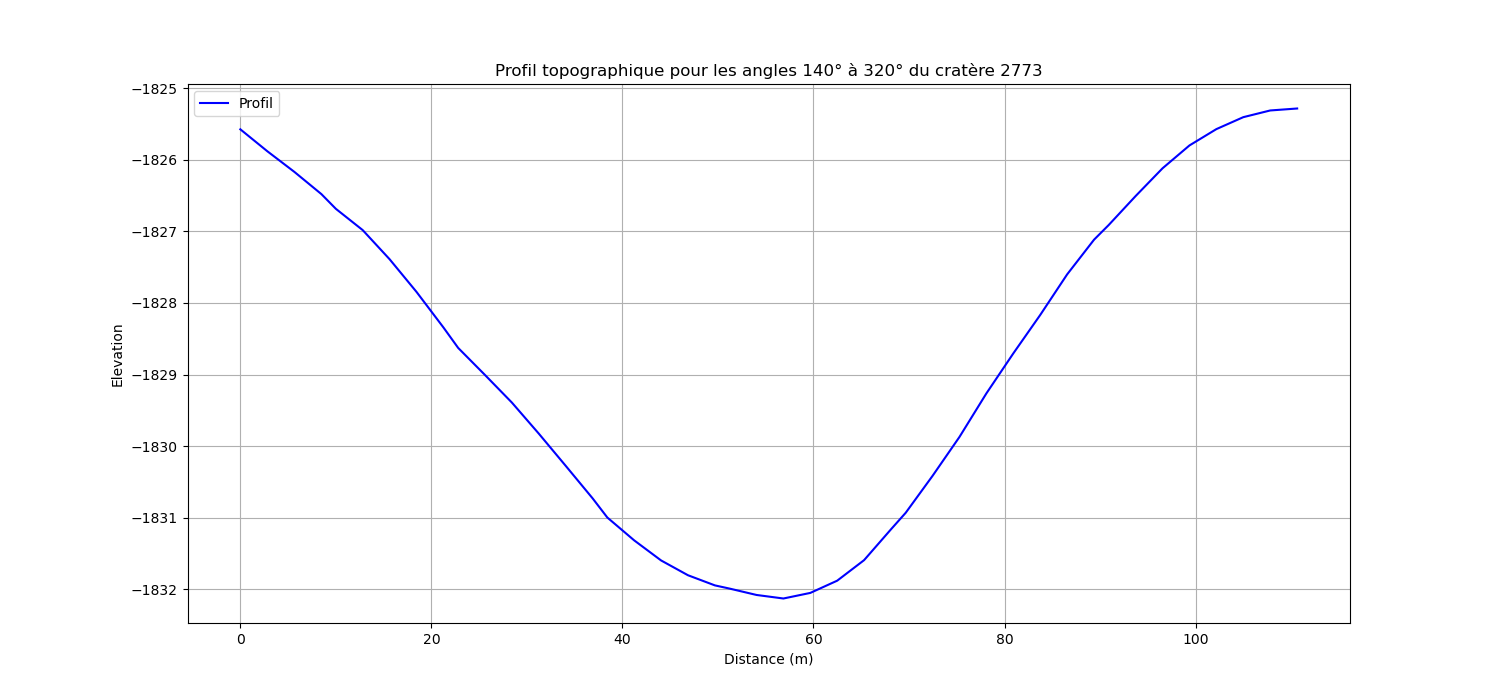 Profil topographique pour les angles 140° à 320° du cratère 2773
Profil
−1825
−1826
−1827
−1828
−1829
−1830
−1831
−1832
Elevation
0 20 40 60 80 100
Distance (m)